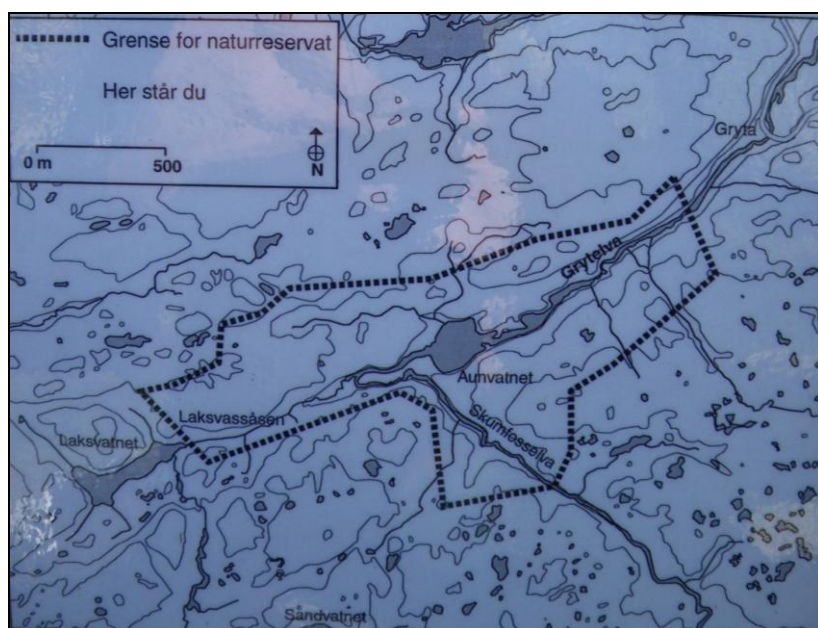 Grense for naturreservat
Her står du
0 m 500
N
Gryta
Grytelva
Aunvatnet
Laksvassåsen
Skumfosselva
Laksvatnet
Sandvatnet